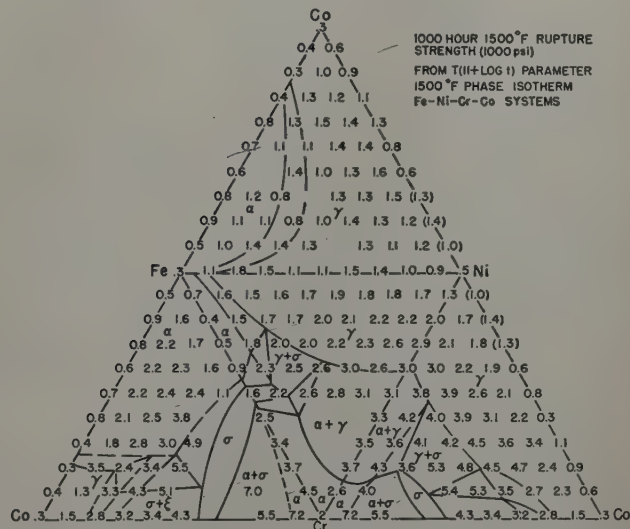 Co
3
1000 HOUR 1500°F RUPTURE
STRENGTH (1000 psi)
FROM T(11+LOG t) PARAMETER
1500°F PHASE ISOTHERM
Fe-Ni-Cr-Co SYSTEMS
0.4 0.6
0.3 1.0 0.9
0.4 1.3 1.2 1.1
0.8 1.3 1.5 1.4 1.3
0.7 1.1 1.1 1.4 1.4 0.8
0.6 1.4 1.0 1.3 1.6 0.6
0.8 1.2 0.8 1.3 1.3 1.5 (1.3)
α γ
0.9 1.1 1.1 0.8 1.0 1.4 1.3 1.2 (1.4)
0.5 1.0 1.4 1.4 1.3 1.3 1.1 1.2 (1.0)
Fe .3 1.1 1.8 1.5 1.1 1.1 1.5 1.4 1.0 0.9 .5 Ni
0.5 0.7 1.6 1.5 1.6 1.7 1.9 1.8 1.8 1.7 1.3 (1.0)
0.9 1.6 0.4 1.5 1.7 1.7 2.0 2.1 2.2 2.2 2.0 1.7 (1.4)
α α γ
0.8 2.2 1.7 0.5 1.8 2.0 2.0 2.2 2.3 2.6 2.9 2.1 1.8 (1.3)
γ+σ
0.6 2.2 2.3 1.6 0.9 2.3 2.5 2.6 3.0 2.6 3.0 3.0 2.2 1.9 0.6
γ
0.7 2.2 2.4 2.4 1.1 1.6 2.2 2.6 2.8 3.1 3.1 3.8 3.9 2.6 2.1 0.8
0.8 2.1 2.5 3.8 2.5 3.3 4.2 4.0 3.9 3.1 2.2 0.3
σ α+γ α+γ
0.4 1.8 2.8 3.0 4.9 3.4 3.5 3.6 4.1 4.2 4.5 3.6 3.4 1.1
γ+σ
0.3 3.5 2.4 3.4 5.5 3.7 3.7 4.3 3.6 5.3 4.8 4.5 4.7 2.4 0.9
γ α+σ
0.4 1.3 3.3 4.3 5.1 7.0 4.5 2.6 4.0 5.4 5.3 3.5 2.7 2.3 0.6
σ+ξ α α α+σ σ
Co 3 1.5 2.8 3.2 3.4 4.3 5.5 7.2 2 7.2 5.5 4.3 3.4 3.2 2.8 1.5 3 Co
Cr